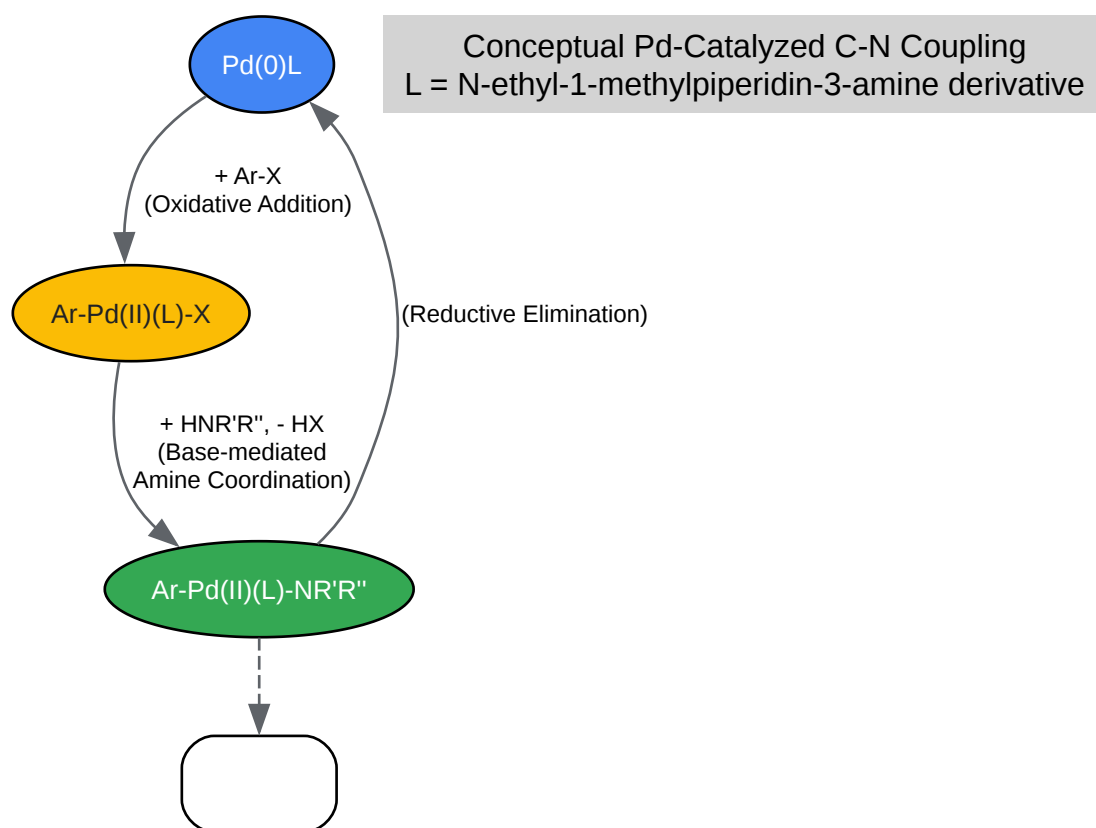 Pd(0)L
Conceptual Pd-Catalyzed C-N Coupling
L = N-ethyl-1-methylpiperidin-3-amine derivative
+ Ar-X
(Oxidative Addition)
Ar-Pd(II)(L)-X
(Reductive Elimination)
+ HNR'R'', - HX
(Base-mediated
Amine Coordination)
Ar-Pd(II)(L)-NR'R''